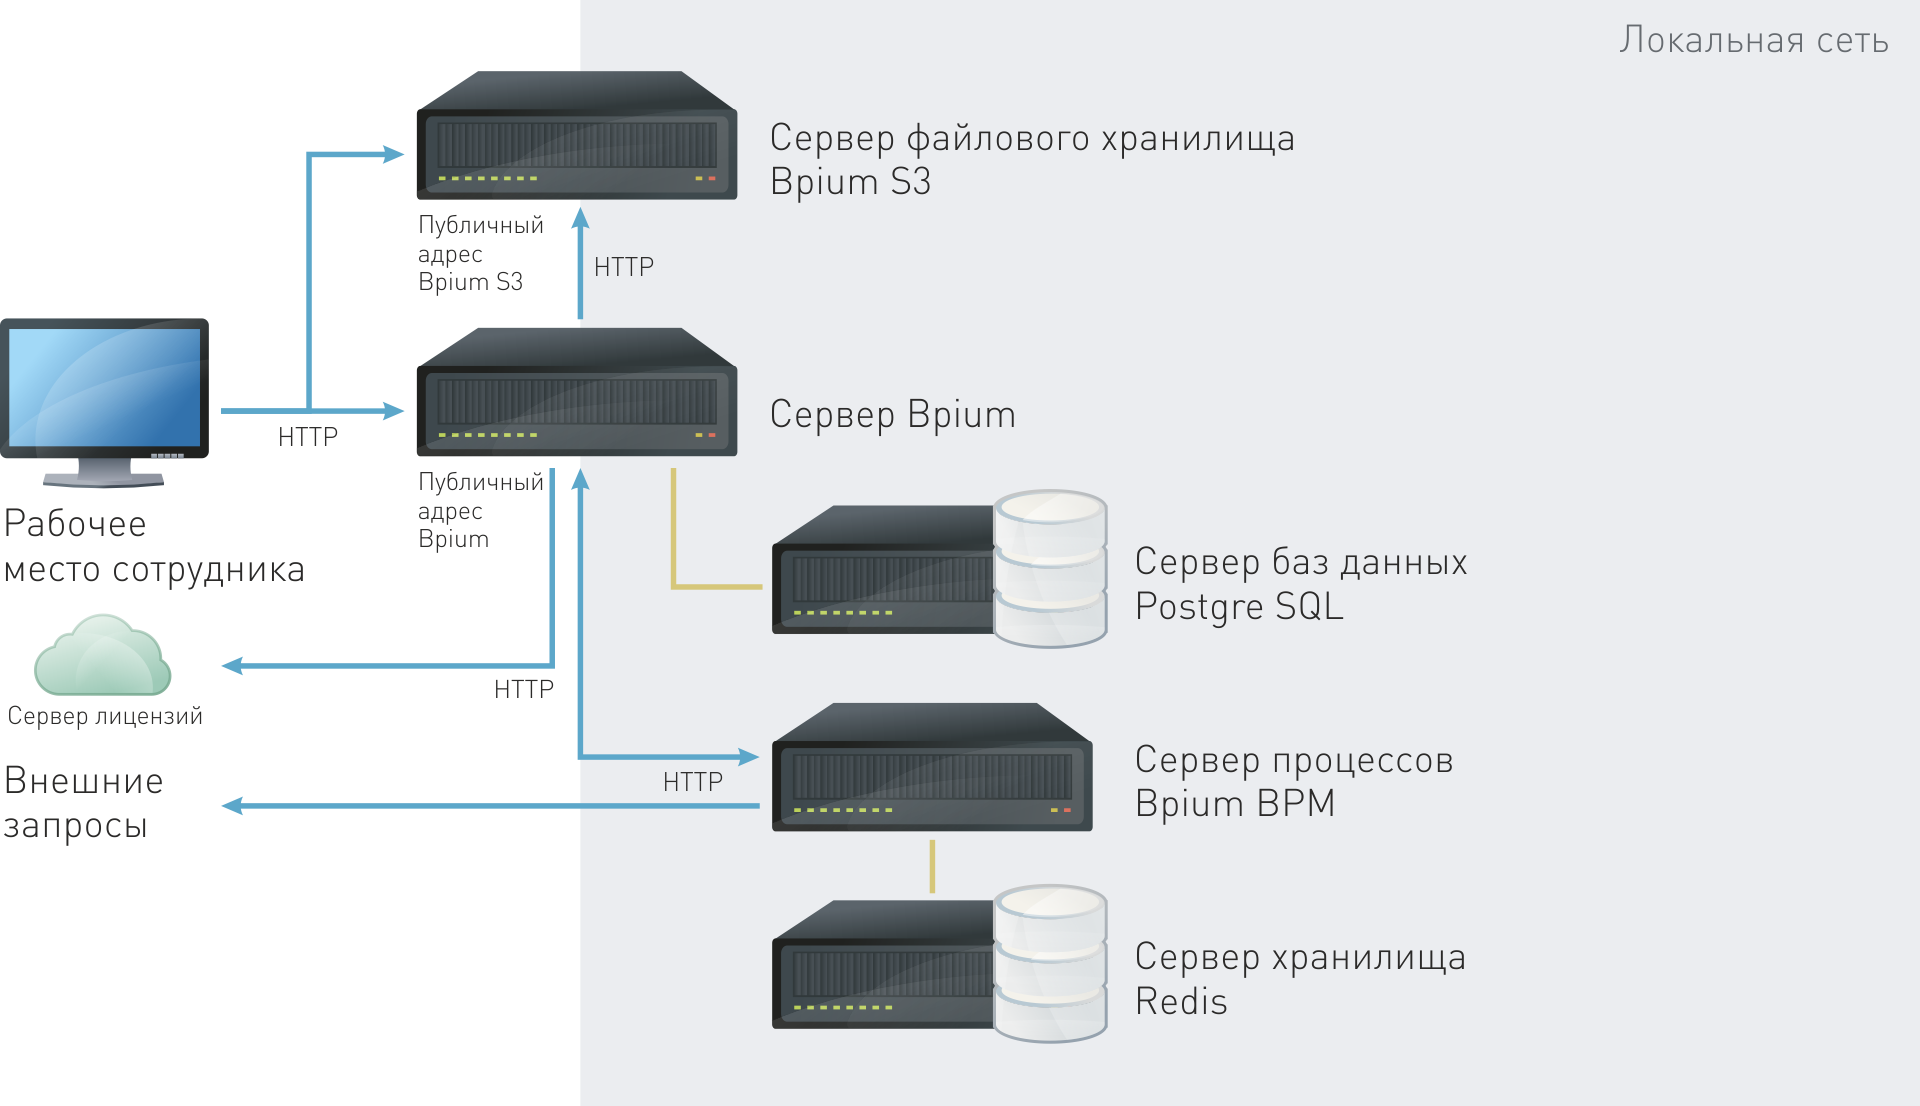 Локальная сеть
Сервер файлового хранилища
Bpium S3
Публичный
адрес
Bpium S3
HTTP
HTTP
Сервер Bpium
Рабочее
место сотрудника
Публичный
адрес
Bpium
Сервер баз данных
Postgre SQL
Сервер лицензий
HTTP
Внешние
запросы
HTTP
Сервер процессов
Bpium BPM
Сервер хранилища
Redis